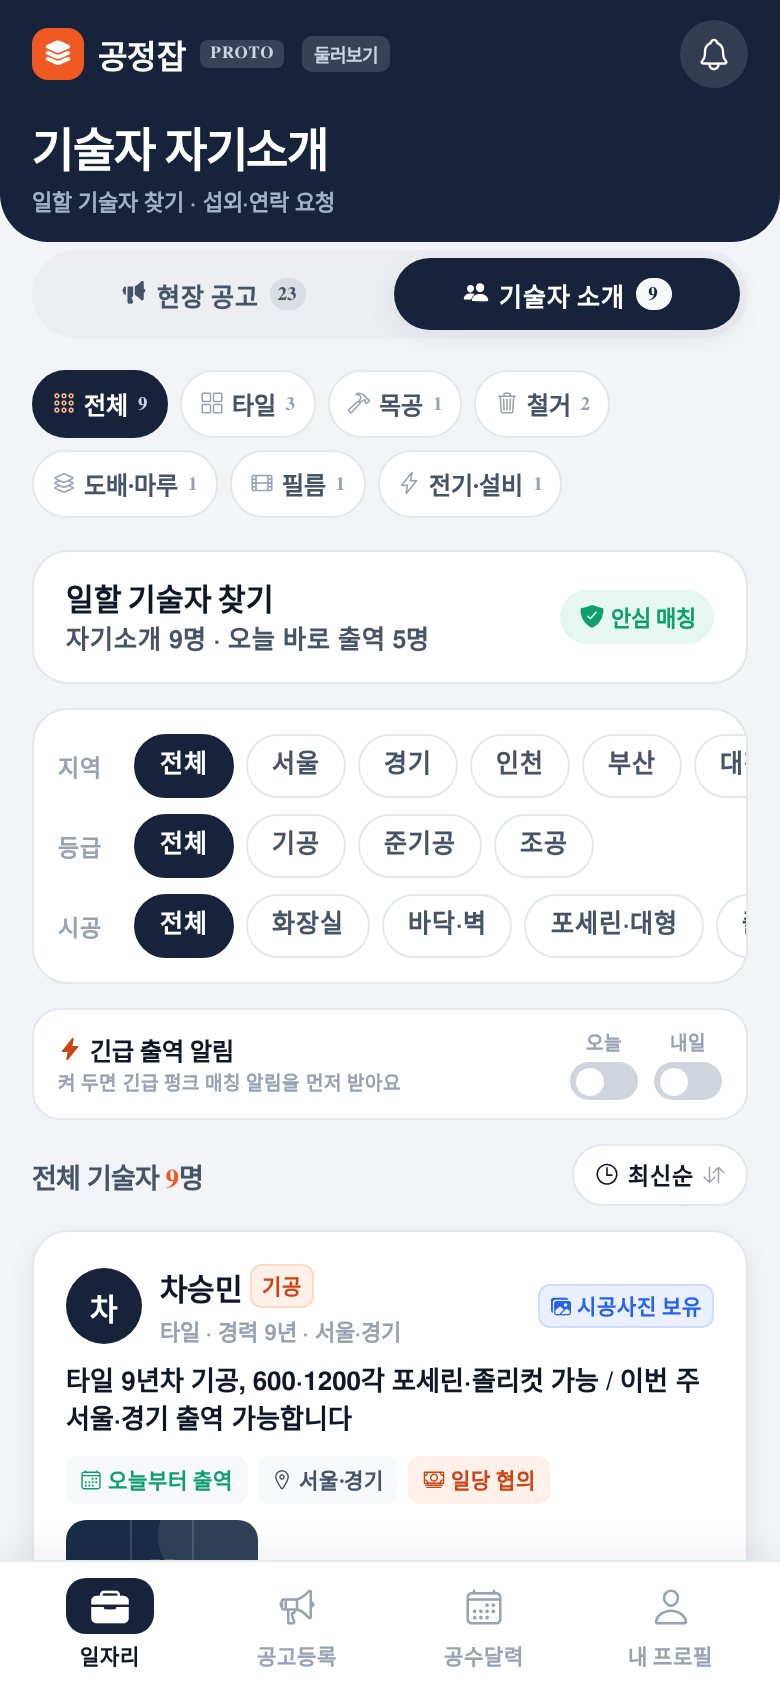 공정잡 PROTO 둘러보기
기술자 자기소개
일할 기술자 찾기 · 섭외·연락 요청
현장 공고 23 기술자 소개 9
전체 9 타일 3 목공 1 철거 2
도배·마루 1 필름 1 전기·설비 1
일할 기술자 찾기
자기소개 9명 · 오늘 바로 출역 5명
안심 매칭
지역 전체 서울 경기 인천 부산
등급 전체 기공 준기공 조공
시공 전체 화장실 바닥·벽 포세린·대형
긴급 출역 알림
켜 두면 긴급 펑크 매칭 알림을 먼저 받아요
오늘 내일
전체 기술자 9명
최신순
차 차승민 기공
타일 · 경력 9년 · 서울·경기
시공사진 보유
타일 9년차 기공, 600·1200각 포세린·졸리컷 가능 / 이번 주
서울·경기 출역 가능합니다
오늘부터 출역 서울·경기 일당 협의
일자리 공고등록 공수달력 내 프로필